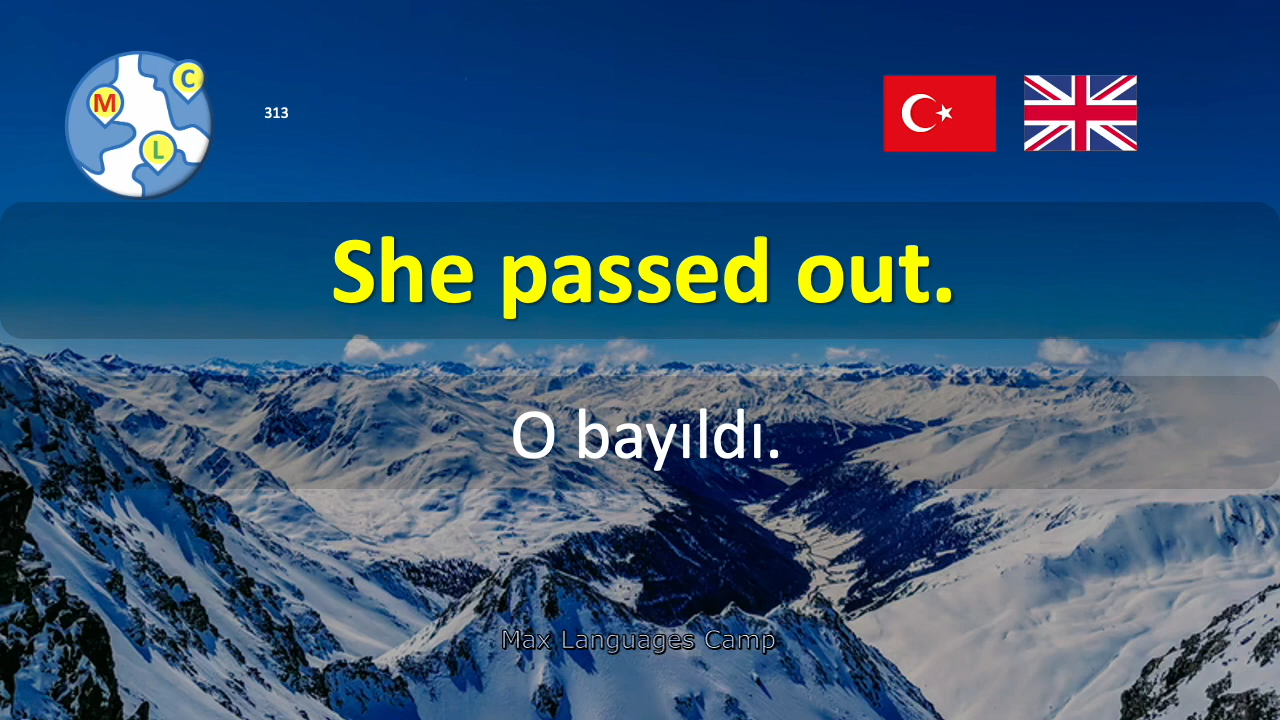 C
M
L
313
She passed out.
O bayıldı.
Max Languages Camp